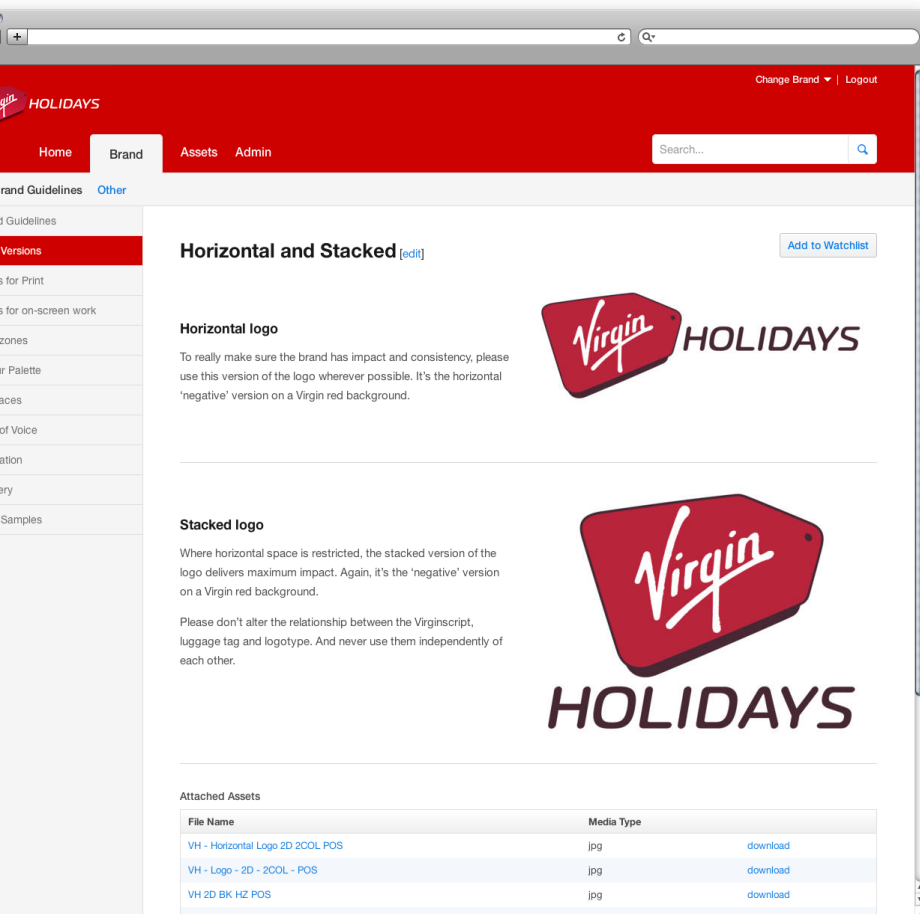 Change Brand | Logout
HOLIDAYS
Home Brand Assets Admin Search...
Brand Guidelines Other
Guidelines
Versions
for Print
for on-screen work
zones
Palette
of Voice
Samples
Horizontal and Stacked [edit]
Add to Watchlist
Horizontal logo
To really make sure the brand has impact and consistency, please
use this version of the logo wherever possible. It’s the horizontal
‘negative’ version on a Virgin red background.
Virgin HOLIDAYS
Stacked logo
Where horizontal space is restricted, the stacked version of the
logo delivers maximum impact. Again, it’s the ‘negative’ version
on a Virgin red background.
Please don’t alter the relationship between the Virginscript,
luggage tag and logotype. And never use them independently of
each other.
Virgin
HOLIDAYS
Attached Assets
File Name Media Type
VH - Horizontal Logo 2D 2COL POS jpg download
VH - Logo - 2D - 2COL - POS jpg download
VH 2D BK HZ POS jpg download